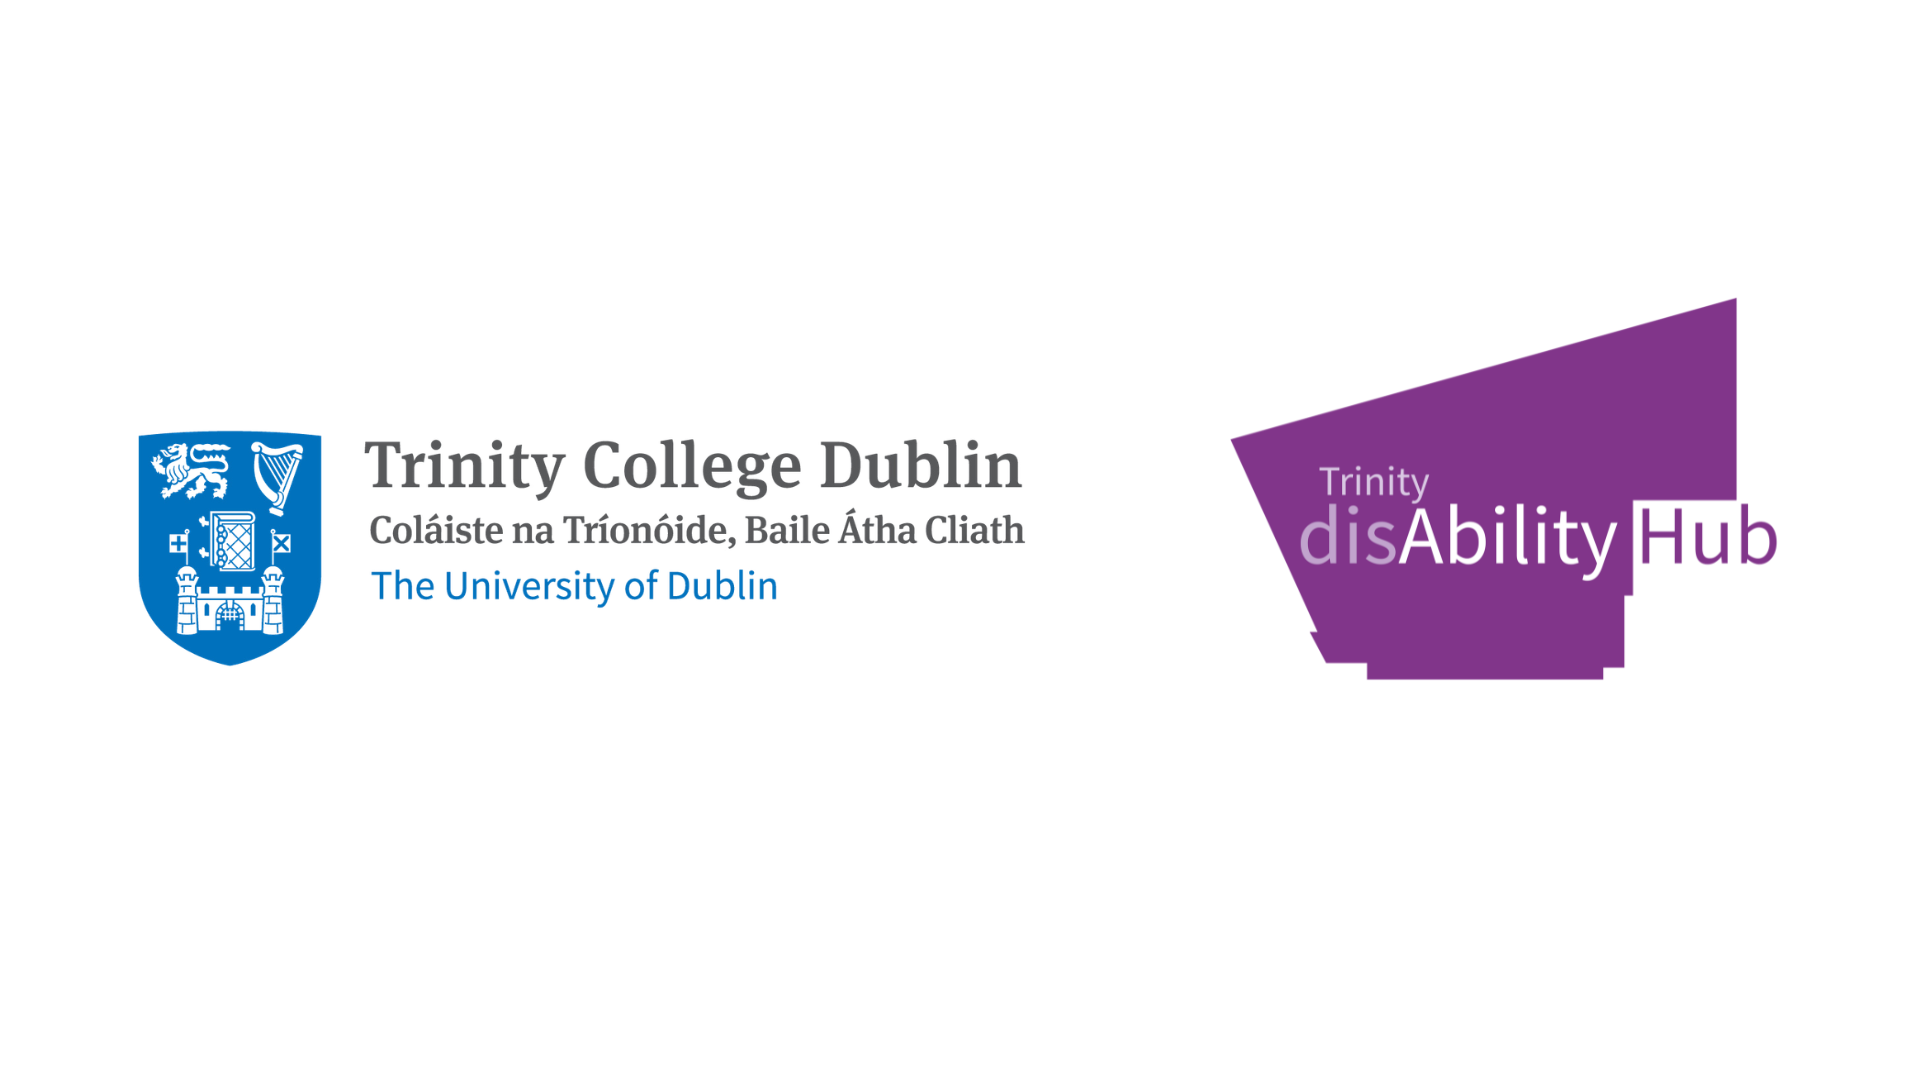 Trinity College Dublin
Coláiste na Tríonóide, Baile Átha Cliath
The University of Dublin
Trinity
disAbility Hub